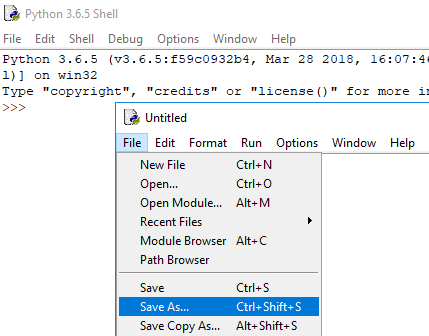 Python 3.6.5 Shell
File Edit Shell Debug Options Window Help
Python 3.6.5 (v3.6.5:f59c0932b4, Mar 28 2018, 16:07:46
l)] on win32
Type "copyright", "credits" or "license()" for more in
>>>
Untitled
File Edit Format Run Options Window Help
New File Ctrl+N
Open... Ctrl+O
Open Module... Alt+M
Recent Files
Module Browser Alt+C
Path Browser
Save Ctrl+S
Save As... Ctrl+Shift+S
Save Copy As... Alt+Shift+S